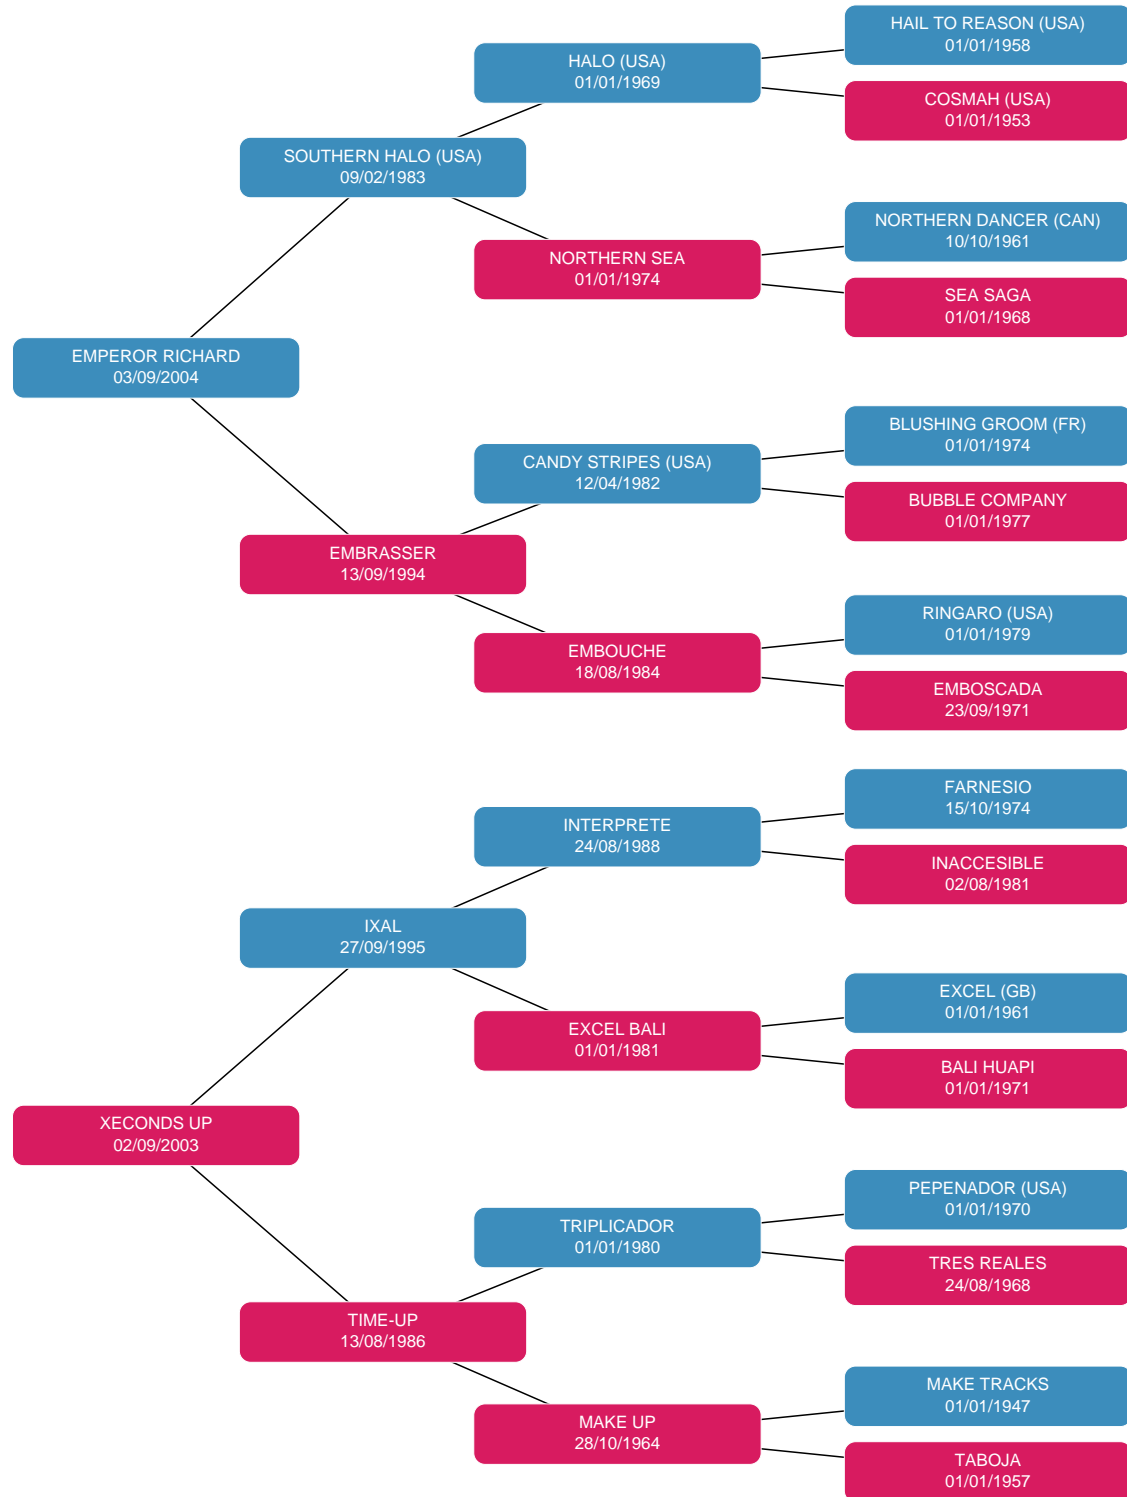 HAIL TO REASON (USA)
01/01/1958
HALO (USA)
01/01/1969
COSMAH (USA)
01/01/1953
SOUTHERN HALO (USA)
09/02/1983
NORTHERN DANCER (CAN)
10/10/1961
NORTHERN SEA
01/01/1974
SEA SAGA
01/01/1968
EMPEROR RICHARD
03/09/2004
BLUSHING GROOM (FR)
01/01/1974
CANDY STRIPES (USA)
12/04/1982
BUBBLE COMPANY
01/01/1977
EMBRASSER
13/09/1994
RINGARO (USA)
01/01/1979
EMBOUCHE
18/08/1984
EMBOSCADA
23/09/1971
FARNESIO
15/10/1974
INTERPRETE
24/08/1988
INACCESIBLE
02/08/1981
IXAL
27/09/1995
EXCEL (GB)
01/01/1961
EXCEL BALI
01/01/1981
BALI HUAPI
01/01/1971
XECONDS UP
02/09/2003
PEPENADOR (USA)
01/01/1970
TRIPLICADOR
01/01/1980
TRES REALES
24/08/1968
TIME-UP
13/08/1986
MAKE TRACKS
01/01/1947
MAKE UP
28/10/1964
TABOJA
01/01/1957